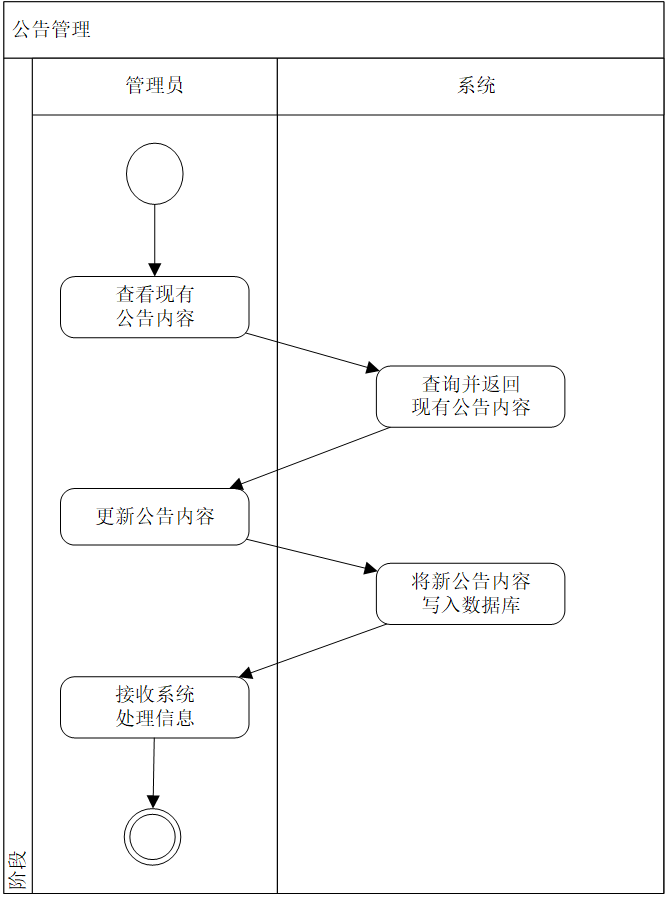 公告管理
管理员
系统
查看现有
公告内容
查询并返回
现有公告内容
更新公告内容
将新公告内容
写入数据库
接收系统
处理信息
阶段